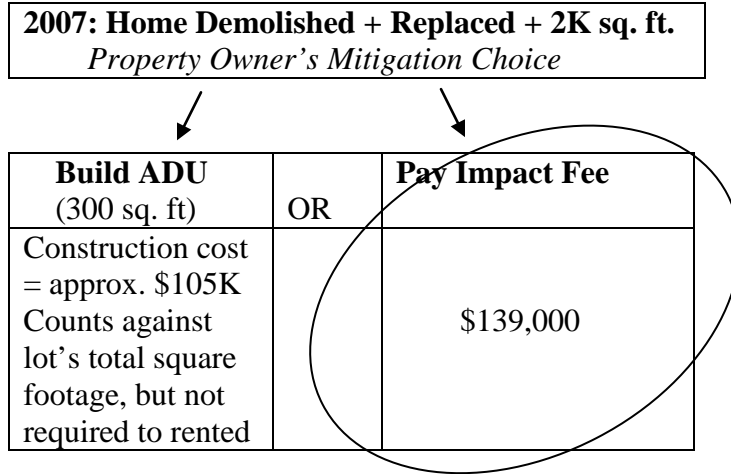 2007: Home Demolished + Replaced + 2K sq. ft.
Property Owner's Mitigation Choice
Build ADU
(300 sq. ft)
OR
Pay Impact Fee
Construction cost
= approx. $105K
Counts against
lot's total square
footage, but not
required to rented
$139,000